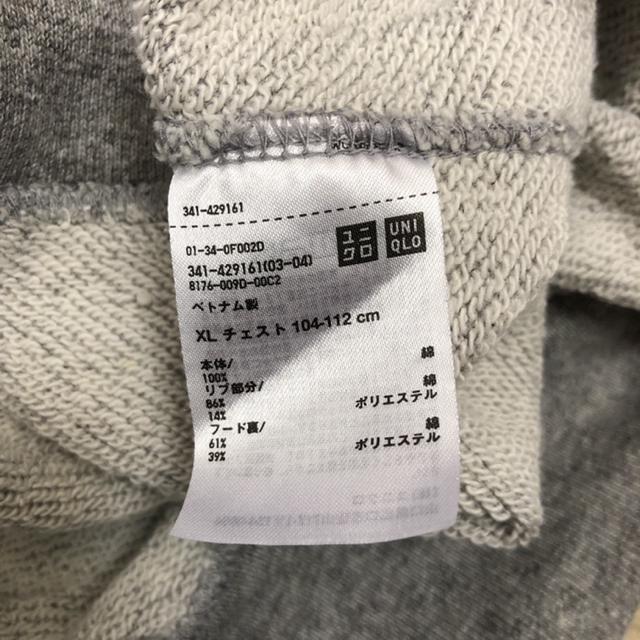 341-429161
01-34-0F002D
341-429161(03-04)
8176-009D-00C2
ユニ
クロ
UNI
QLO
ベトナム製
XL チェスト 104-112 cm
本体/ 綿
100%
リブ部分/ 綿
86% ポリエステル
14%
フード裏/ 綿
61% ポリエステル
39%